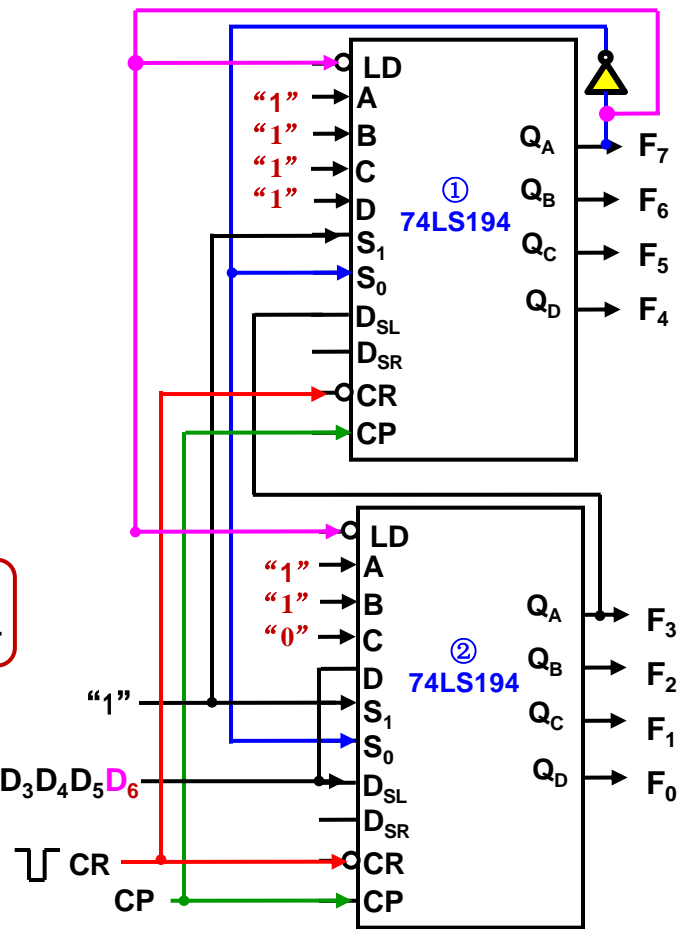 LD
“1” A
“1” B
“1” C
“1” D
S1
S0
DSL
DSR
CR
CP
①
74LS194
QA F7
QB F6
QC F5
QD F4
LD
“1” A
“1” B
“0” C
D
“1” S1
S0
D3D4D5D6 DSL
DSR
CR CR
CP CP
②
74LS194
QA F3
QB F2
QC F1
QD F0